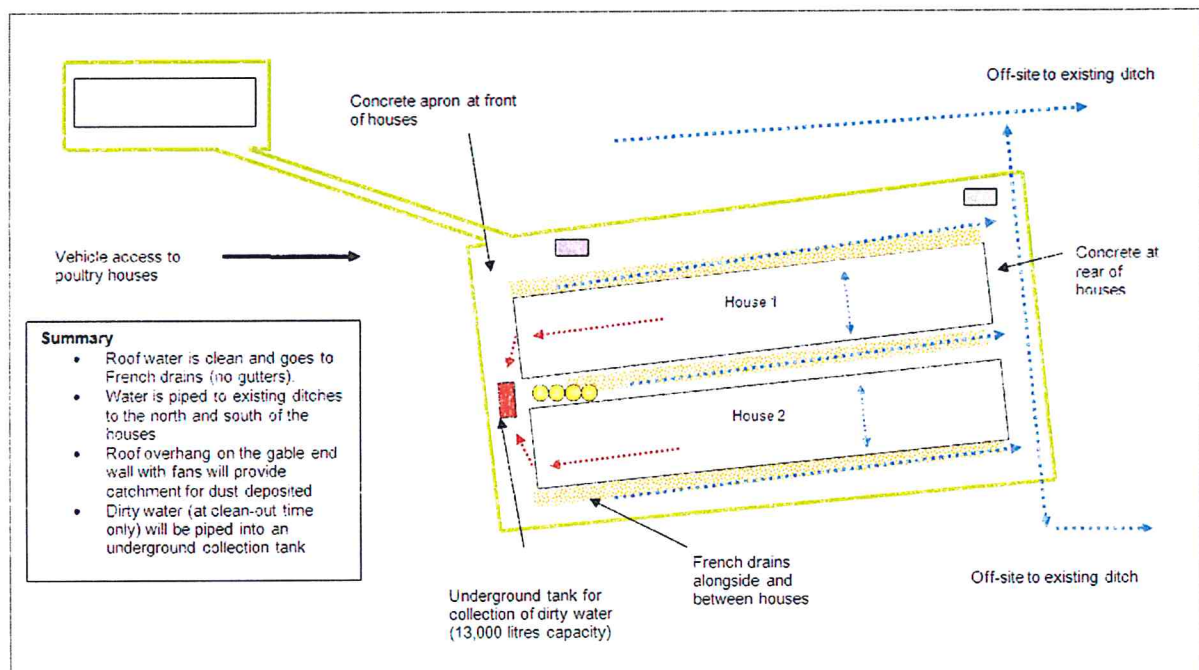 Off-site to existing ditch
Concrete apron at front
of houses
Vehicle access to
poultry houses
Concrete at
rear of
houses
House 1
House 2
Summary
• Roof water is clean and goes to
French drains (no gutters).
• Water is piped to existing ditches
to the north and south of the
houses
• Roof overhang on the gable end
wall with fans will provide
catchment for dust deposited
• Dirty water (at clean-out time
only) will be piped into an
underground collection tank
French drains
alongside and
between houses
Off-site to existing ditch
Underground tank for
collection of dirty water
(13,000 litres capacity)